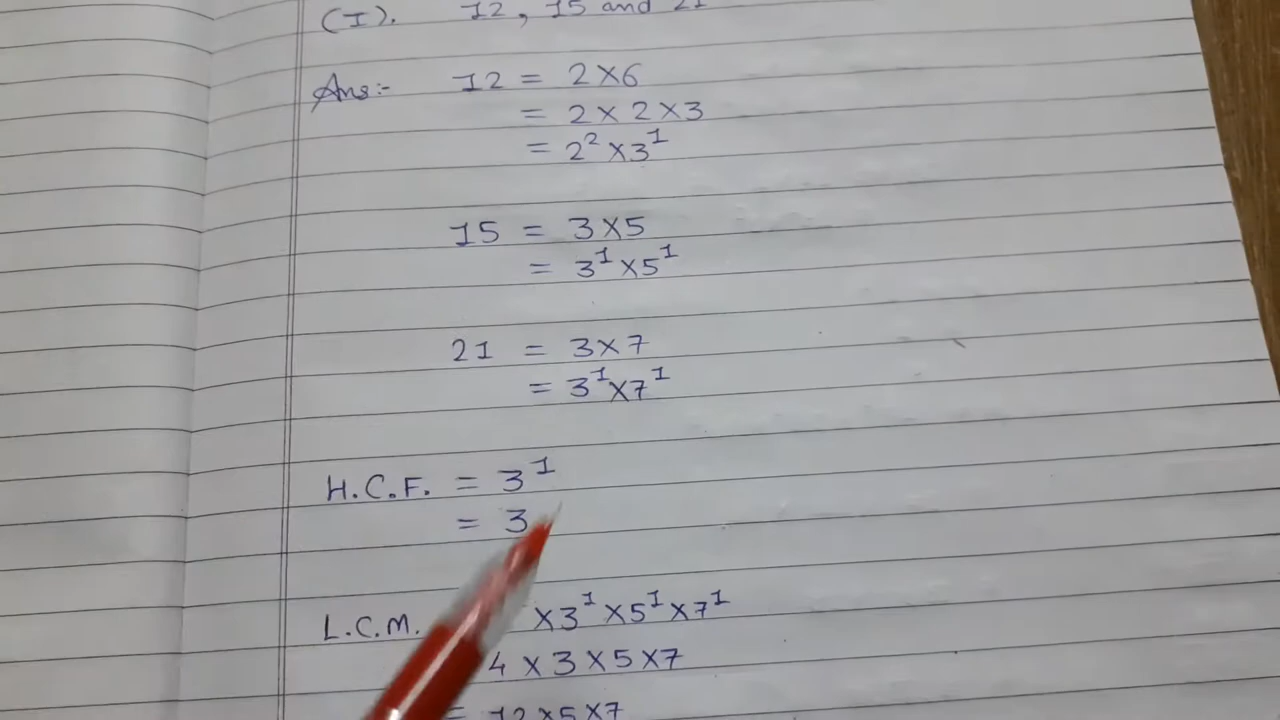 (I). 12, 15 and 21
Ans:- 12 = 2×6
= 2×2×3
= 2²×3¹
15 = 3×5
= 3¹×5¹
21 = 3×7
= 3¹×7¹
H.C.F. = 3¹
= 3
L.C.M. ×3¹×5¹×7¹
4×3×5×7
= 12×5×7